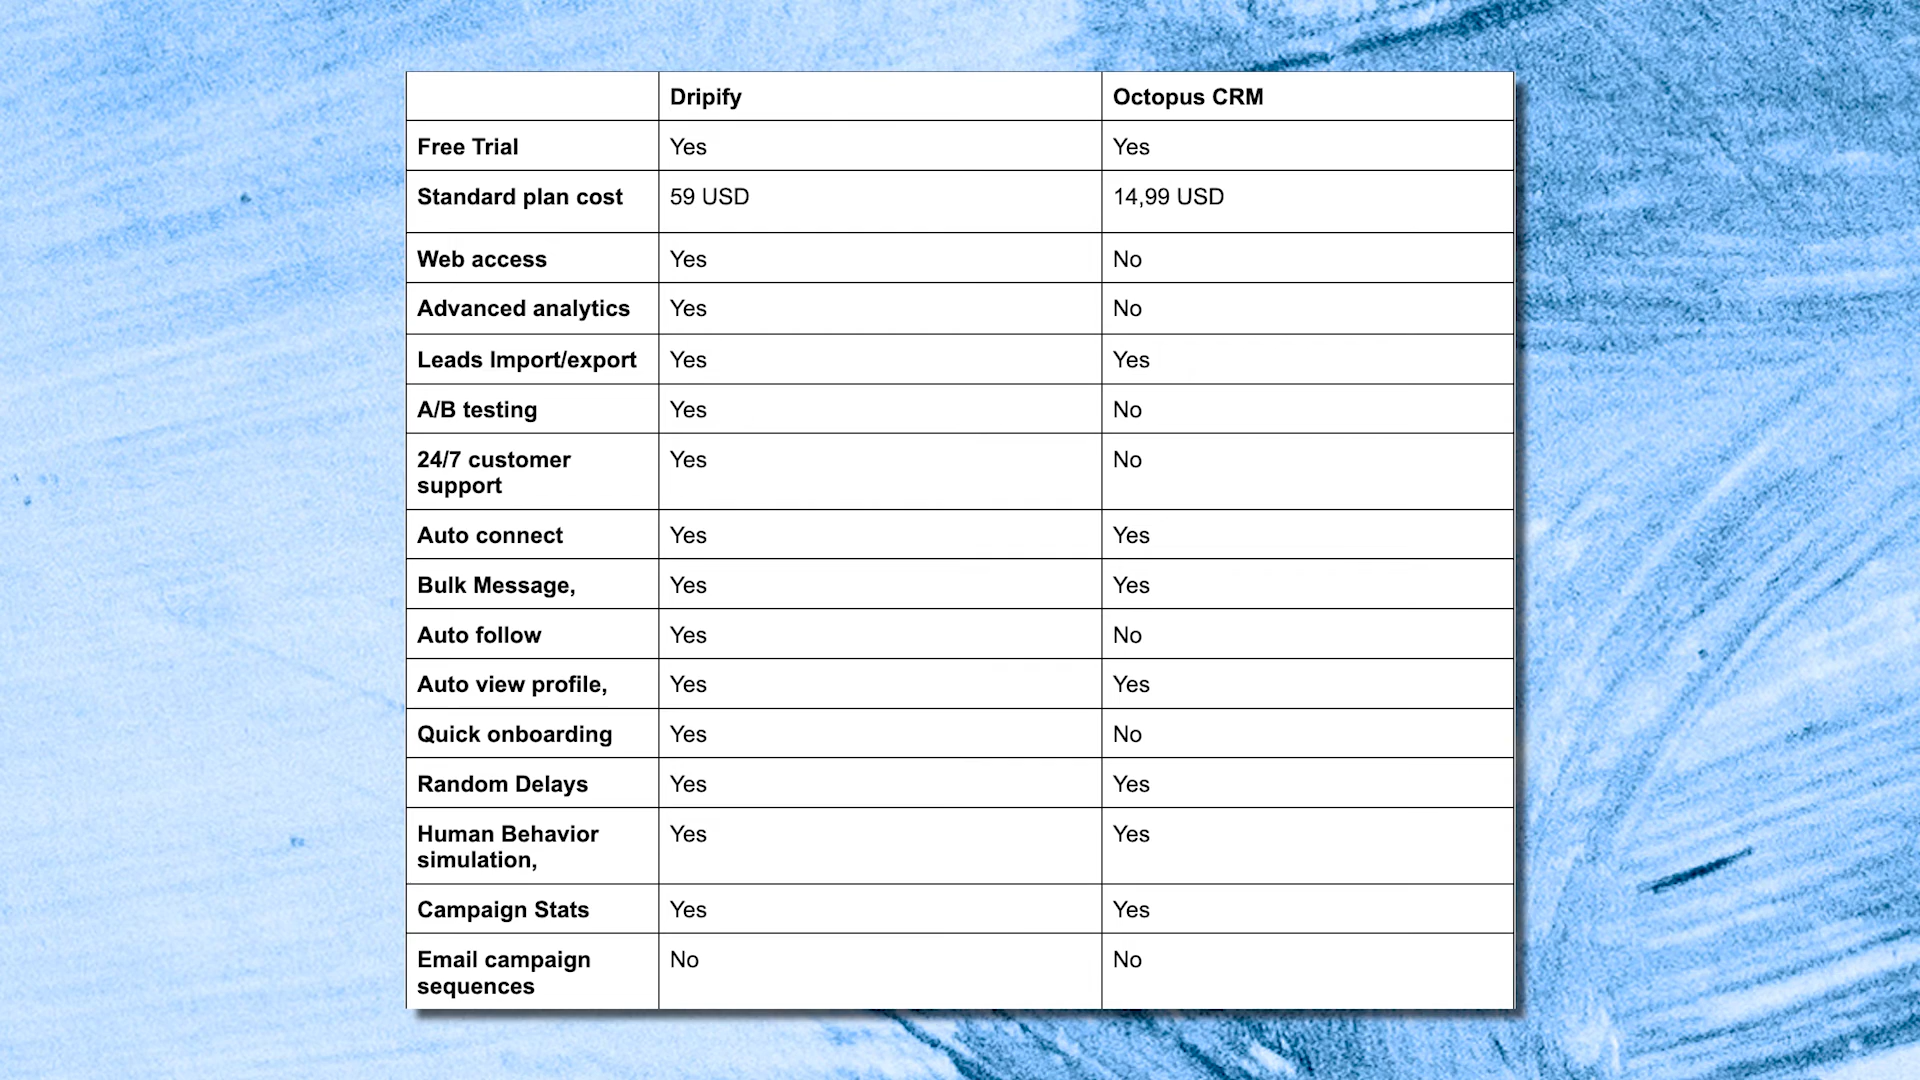 Dripify Octopus CRM
Free Trial Yes Yes
Standard plan cost 59 USD 14,99 USD
Web access Yes No
Advanced analytics Yes No
Leads Import/export Yes Yes
A/B testing Yes No
24/7 customer Yes No
support
Auto connect Yes Yes
Bulk Message, Yes Yes
Auto follow Yes No
Auto view profile, Yes Yes
Quick onboarding Yes No
Random Delays Yes Yes
Human Behavior Yes Yes
simulation,
Campaign Stats Yes Yes
Email campaign No No
sequences